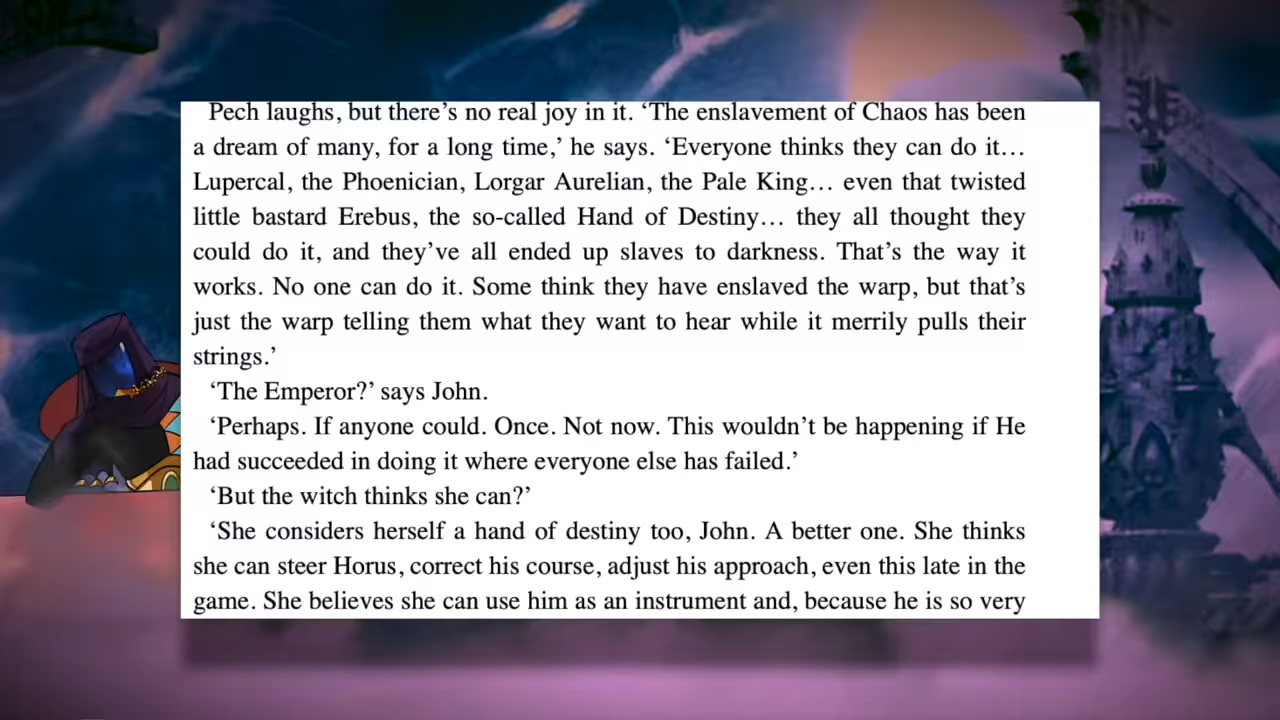 Pech laughs, but there’s no real joy in it. ‘The enslavement of Chaos has been
a dream of many, for a long time,’ he says. ‘Everyone thinks they can do it…
Lupercal, the Phoenician, Lorgar Aurelian, the Pale King… even that twisted
little bastard Erebus, the so-called Hand of Destiny… they all thought they
could do it, and they’ve all ended up slaves to darkness. That’s the way it
works. No one can do it. Some think they have enslaved the warp, but that’s
just the warp telling them what they want to hear while it merrily pulls their
strings.’
‘The Emperor?’ says John.
‘Perhaps. If anyone could. Once. Not now. This wouldn’t be happening if He
had succeeded in doing it where everyone else has failed.’
‘But the witch thinks she can?’
‘She considers herself a hand of destiny too, John. A better one. She thinks
she can steer Horus, correct his course, adjust his approach, even this late in the
game. She believes she can use him as an instrument and, because he is so very